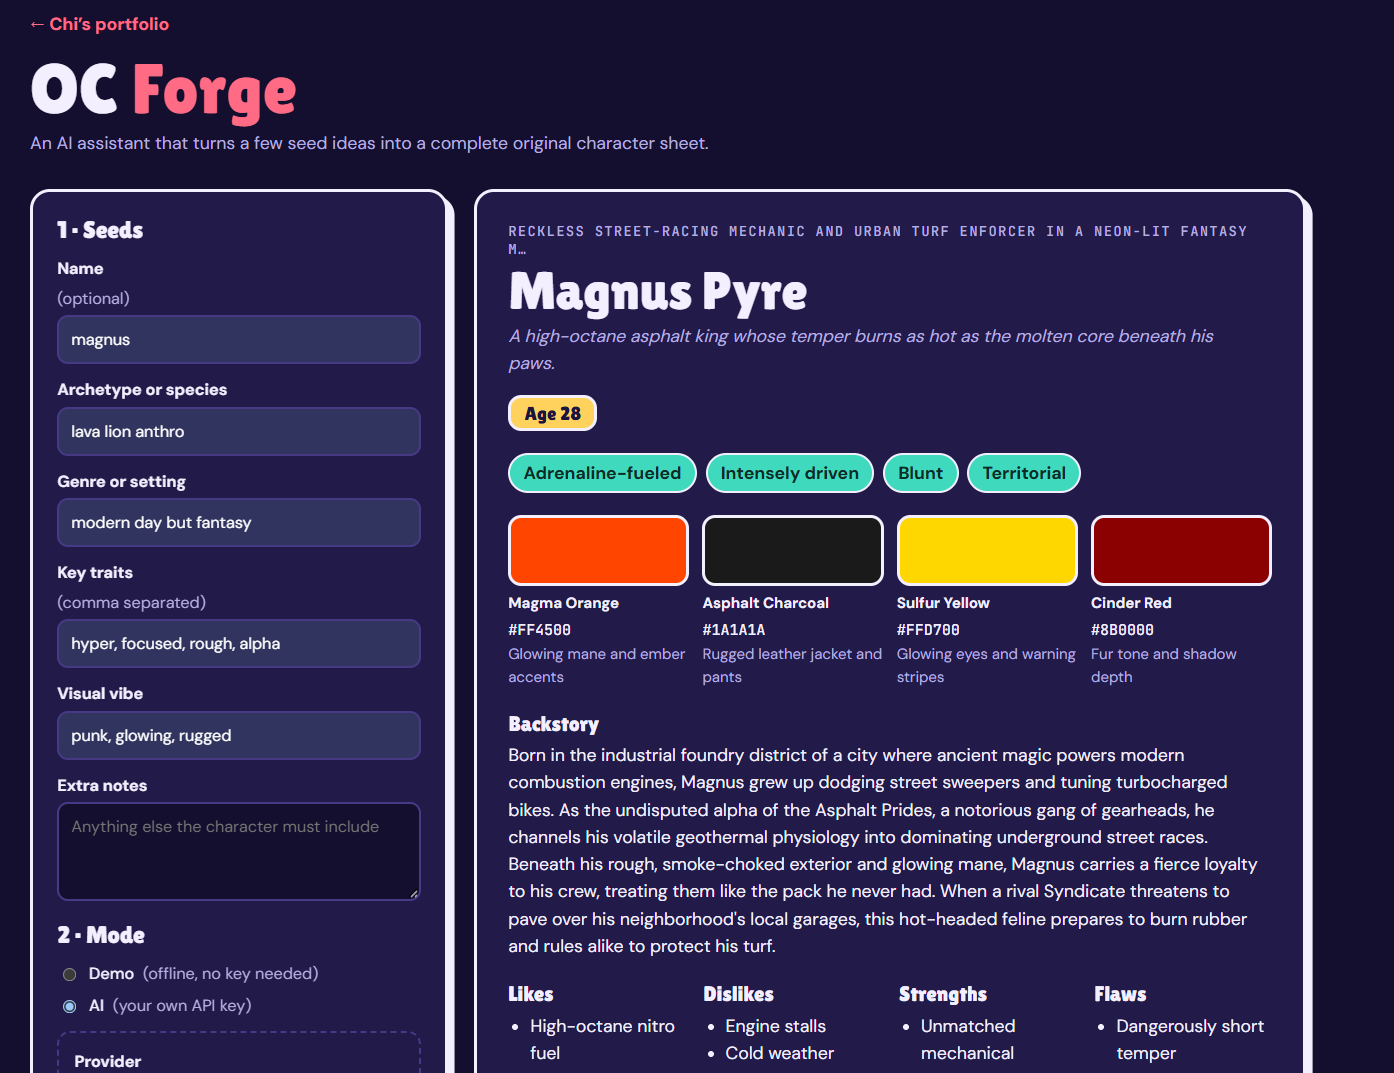 ← Chi's portfolio
OC Forge
An AI assistant that turns a few seed ideas into a complete original character sheet.
1 · Seeds
Name
(optional)
magnus
Archetype or species
lava lion anthro
Genre or setting
modern day but fantasy
Key traits
(comma separated)
hyper, focused, rough, alpha
Visual vibe
punk, glowing, rugged
Extra notes
Anything else the character must include
2 · Mode
Demo (offline, no key needed)
AI (your own API key)
Provider
RECKLESS STREET-RACING MECHANIC AND URBAN TURF ENFORCER IN A NEON-LIT FANTASY
M…
Magnus Pyre
A high-octane asphalt king whose temper burns as hot as the molten core beneath his
paws.
Age 28
Adrenaline-fueled
Intensely driven
Blunt
Territorial
Magma Orange
#FF4500
Glowing mane and ember
accents
Asphalt Charcoal
#1A1A1A
Rugged leather jacket and
pants
Sulfur Yellow
#FFD700
Glowing eyes and warning
stripes
Cinder Red
#8B0000
Fur tone and shadow
depth
Backstory
Born in the industrial foundry district of a city where ancient magic powers modern
combustion engines, Magnus grew up dodging street sweepers and tuning turbocharged
bikes. As the undisputed alpha of the Asphalt Prides, a notorious gang of gearheads, he
channels his volatile geothermal physiology into dominating underground street races.
Beneath his rough, smoke-choked exterior and glowing mane, Magnus carries a fierce loyalty
to his crew, treating them like the pack he never had. When a rival Syndicate threatens to
pave over his neighborhood's local garages, this hot-headed feline prepares to burn rubber
and rules alike to protect his turf.
Likes
• High-octane nitro
fuel
Dislikes
• Engine stalls
• Cold weather
Strengths
• Unmatched
mechanical
Flaws
• Dangerously short
temper